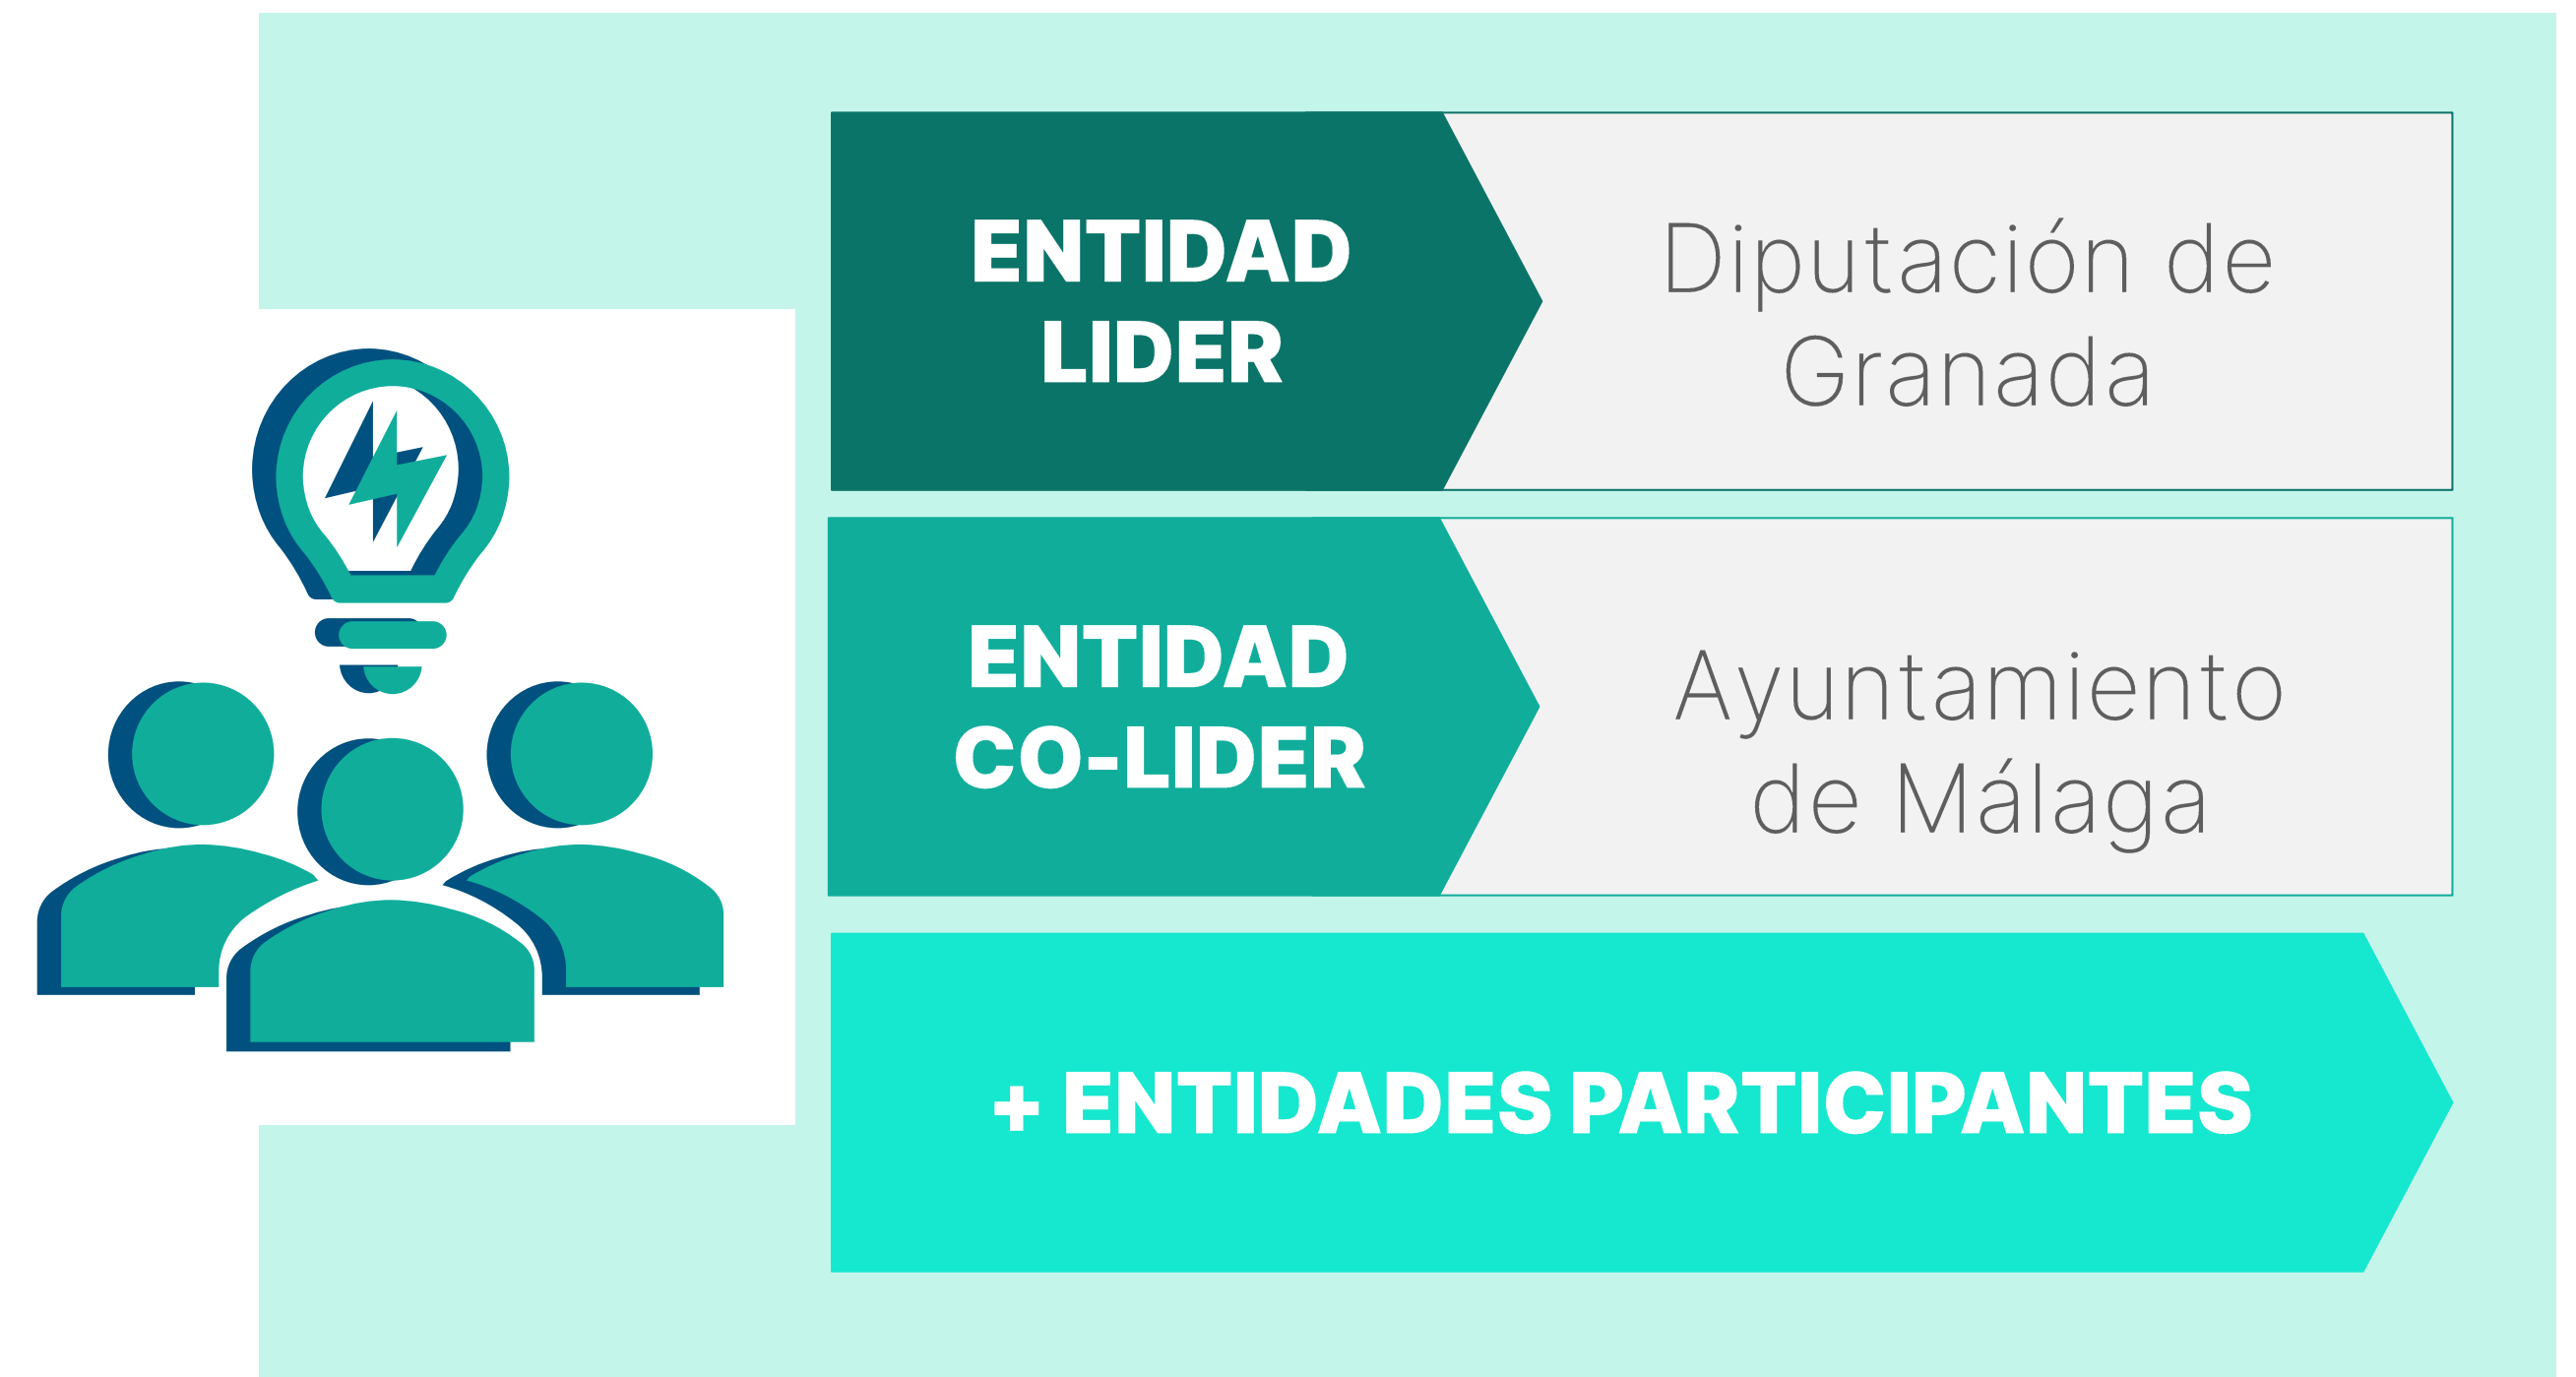 ENTIDAD
LIDER
Diputación de
Granada
ENTIDAD
CO-LIDER
Ayuntamiento
de Málaga
+ ENTIDADES PARTICIPANTES